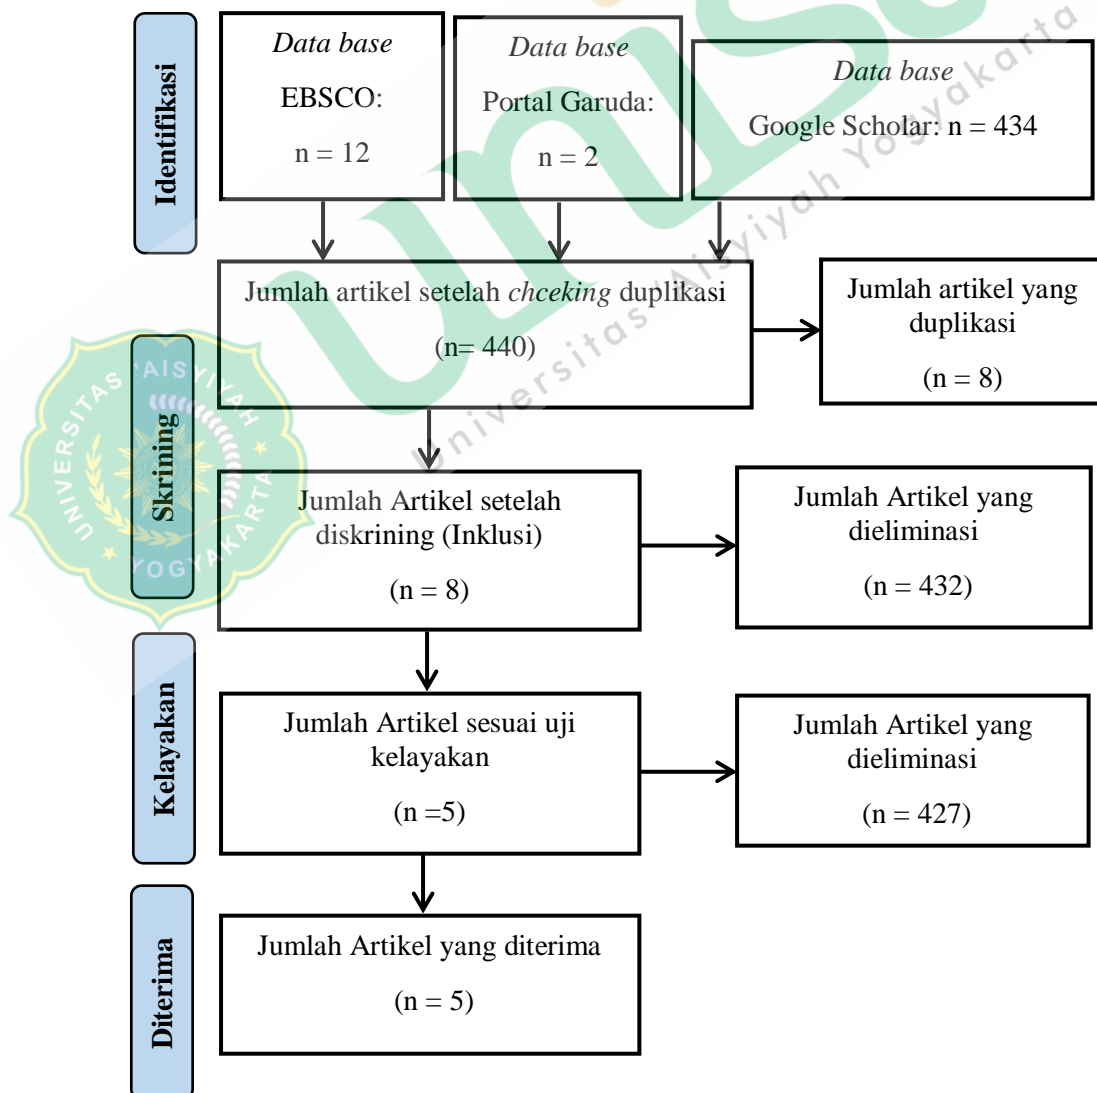 Identifikasi
Data base
EBSCO:
n = 12
Data base
Portal Garuda:
n = 2
Data base
Google Scholar: n = 434
Jumlah artikel setelah chceking duplikasi
(n= 440)
Jumlah artikel yang
duplikasi
(n = 8)
Skrining
Jumlah Artikel setelah
diskrining (Inklusi)
(n = 8)
Jumlah Artikel yang
dieliminasi
(n = 432)
Kelayakan
Jumlah Artikel sesuai uji
kelayakan
(n =5)
Jumlah Artikel yang
dieliminasi
(n = 427)
Diterima
Jumlah Artikel yang diterima
(n = 5)
unisa
Universitas 'Aisyiyah Yogyakarta
UNIVERSITAS 'AISYIYAH
YOGYAKARTA